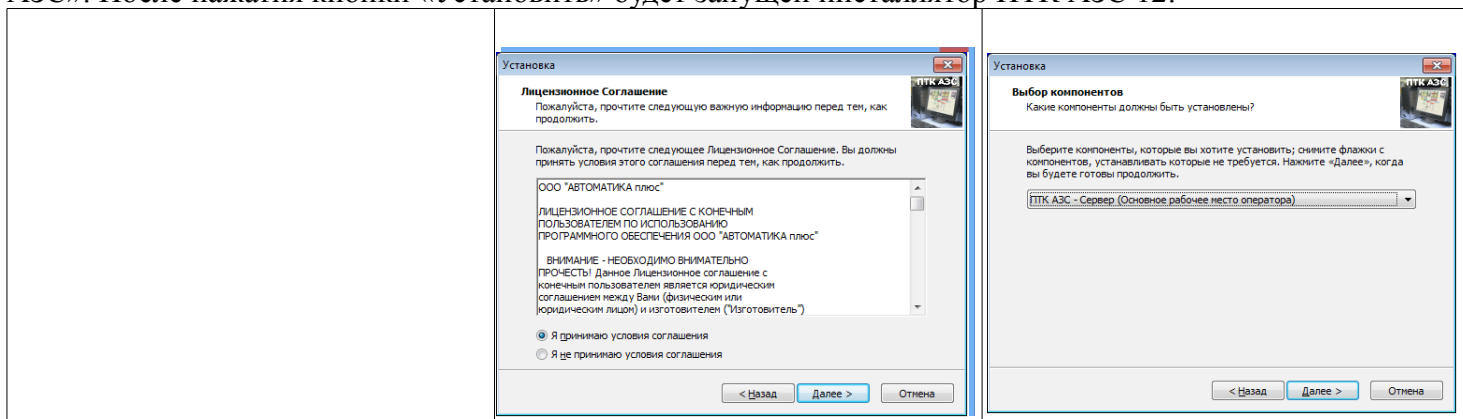 АЗС». После нажатия кнопки «Установить» будет запущен инсталлятор ПТК АЗС 12.
Установка
ПТК АЗС
Лицензионное Соглашение
Пожалуйста, прочтите следующую важную информацию перед тем, как
продолжить.
Пожалуйста, прочтите следующее Лицензионное Соглашение. Вы должны
принять условия этого соглашения перед тем, как продолжить.
ООО "АВТОМАТИКА плюс"
ЛИЦЕНЗИОННОЕ СОГЛАШЕНИЕ С КОНЕЧНЫМ
ПОЛЬЗОВАТЕЛЕМ ПО ИСПОЛЬЗОВАНИЮ
ПРОГРАММНОГО ОБЕСПЕЧЕНИЯ ООО "АВТОМАТИКА плюс"
ВНИМАНИЕ - НЕОБХОДИМО ВНИМАТЕЛЬНО
ПРОЧЕСТЬ! Данное Лицензионное соглашение с
конечным пользователем является юридическим
соглашением между Вами (физическим или
юридическим лицом) и изготовителем ("Изготовитель")
Я принимаю условия соглашения
Я не принимаю условия соглашения
< Назад
Далее >
Отмена
Установка
ПТК АЗС
Выбор компонентов
Какие компоненты должны быть установлены?
Выберите компоненты, которые вы хотите установить; снимите флажки с
компонентов, устанавливать которые не требуется. Нажмите «Далее», когда
вы будете готовы продолжить.
ПТК АЗС - Сервер (Основное рабочее место оператора)
< Назад
Далее >
Отмена